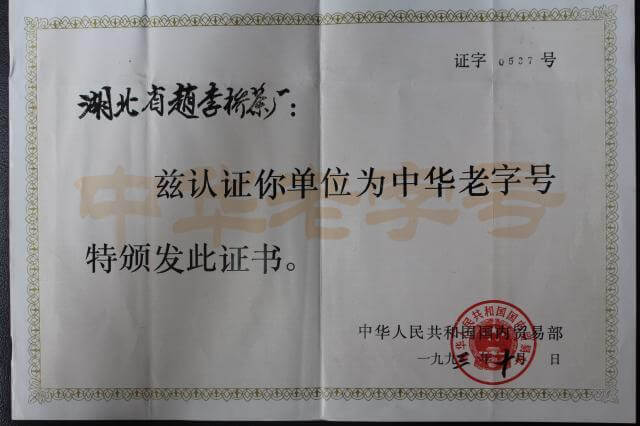 证字 0537 号
湖北省趙李桥茶厂：
兹认证你单位为中华老字号
特颁发此证书。
中华老字号
中华人民共和国国内贸易部
一九九三年十月 日